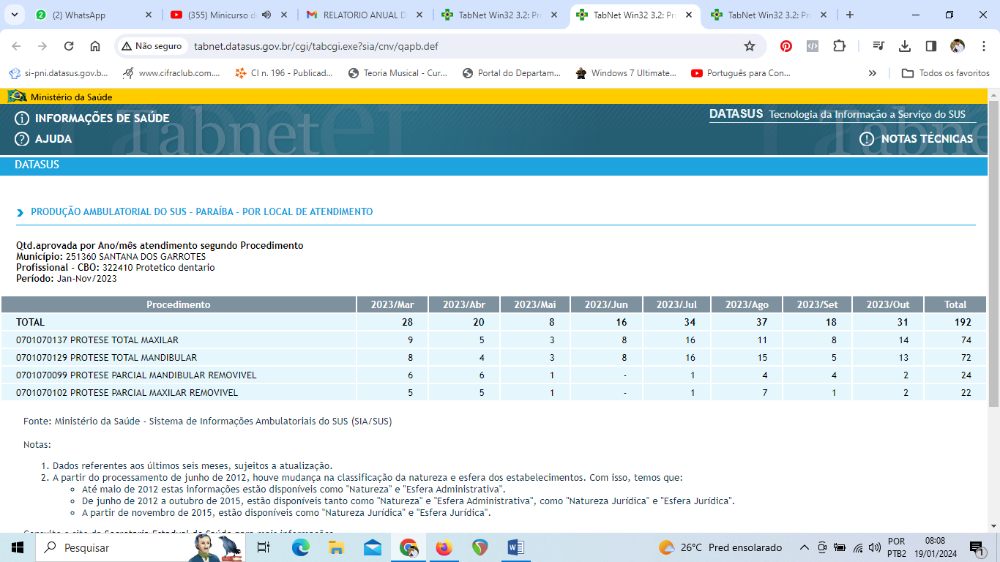 (2) WhatsApp
(355) Minicurso d
RELATORIO ANUAL D
TabNet Win32 3.2: Pr
TabNet Win32 3.2: Pr
TabNet Win32 3.2: Pr
Não seguro
tabnet.datasus.gov.br/cgi/tabcgi.exe?sia/cnv/qapb.def
si-pni.datasus.gov.b...
www.cifraclub.com....
CI n. 196 - Publicad...
Teoria Musical - Cur...
Portal do Departam...
Windows 7 Ultimate...
Português para Con...
Todos os favoritos
Ministério da Saúde
INFORMAÇÕES DE SAÚDE
DATASUS Tecnologia da Informação a Serviço do SUS
AJUDA
Tabnet
NOTAS TÉCNICAS
DATASUS
PRODUÇÃO AMBULATORIAL DO SUS - PARAÍBA - POR LOCAL DE ATENDIMENTO
Qtd.aprovada por Ano/mês atendimento segundo Procedimento
Município: 251360 SANTANA DOS GARROTES
Profissional - CBO: 322410 Protetico dentario
Período: Jan-Nov/2023
Procedimento 2023/Mar 2023/Abr 2023/Mai 2023/Jun 2023/Jul 2023/Ago 2023/Set 2023/Out Total
TOTAL 28 20 8 16 34 37 18 31 192
0701070137 PROTESE TOTAL MAXILAR 9 5 3 8 16 11 8 14 74
0701070129 PROTESE TOTAL MANDIBULAR 8 4 3 8 16 15 5 13 72
0701070099 PROTESE PARCIAL MANDIBULAR REMOVIVEL 6 6 1 - 1 4 4 2 24
0701070102 PROTESE PARCIAL MAXILAR REMOVIVEL 5 5 1 - 1 7 1 2 22
Fonte: Ministério da Saúde - Sistema de Informações Ambulatoriais do SUS (SIA/SUS)
Notas:
1. Dados referentes aos últimos seis meses, sujeitos a atualização.
2. A partir do processamento de junho de 2012, houve mudança na classificação da natureza e esfera dos estabelecimentos. Com isso, temos que:
Até maio de 2012 estas informações estão disponíveis como "Natureza" e "Esfera Administrativa".
De junho de 2012 a outubro de 2015, estão disponíveis tanto como "Natureza" e "Esfera Administrativa", como "Natureza Jurídica" e "Esfera Jurídica".
A partir de novembro de 2015, estão disponíveis como "Natureza Jurídica" e "Esfera Jurídica".
Consulte o site da Secretaria Estadual de Saúde para mais informações.
Pesquisar
26°C Pred ensolarado
POR
PTB2
08:08
19/01/2024
1